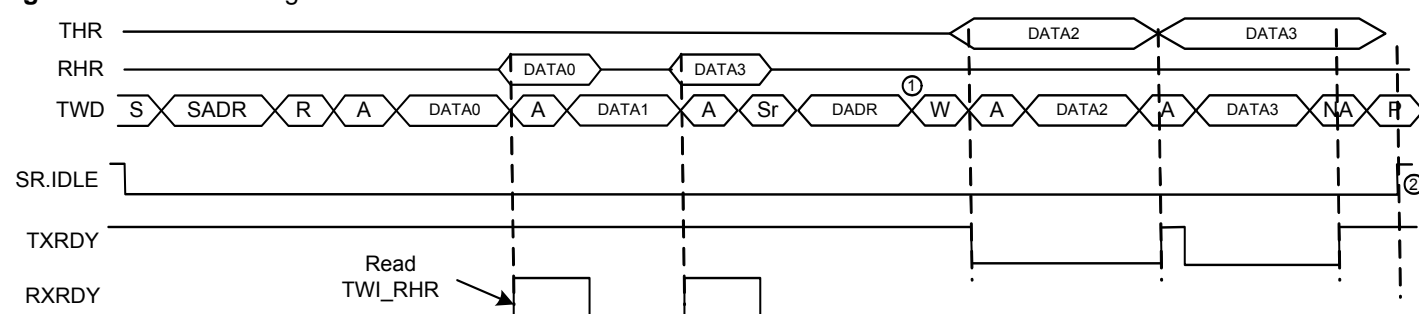 THR DATA2 DATA3
RHR DATA0 DATA3
TWD S SADR R A DATA0 A DATA1 A Sr DADR ① W A DATA2 A DATA3 NA P
SR.IDLE ②
TXRDY
Read
TWI_RHR
RXRDY